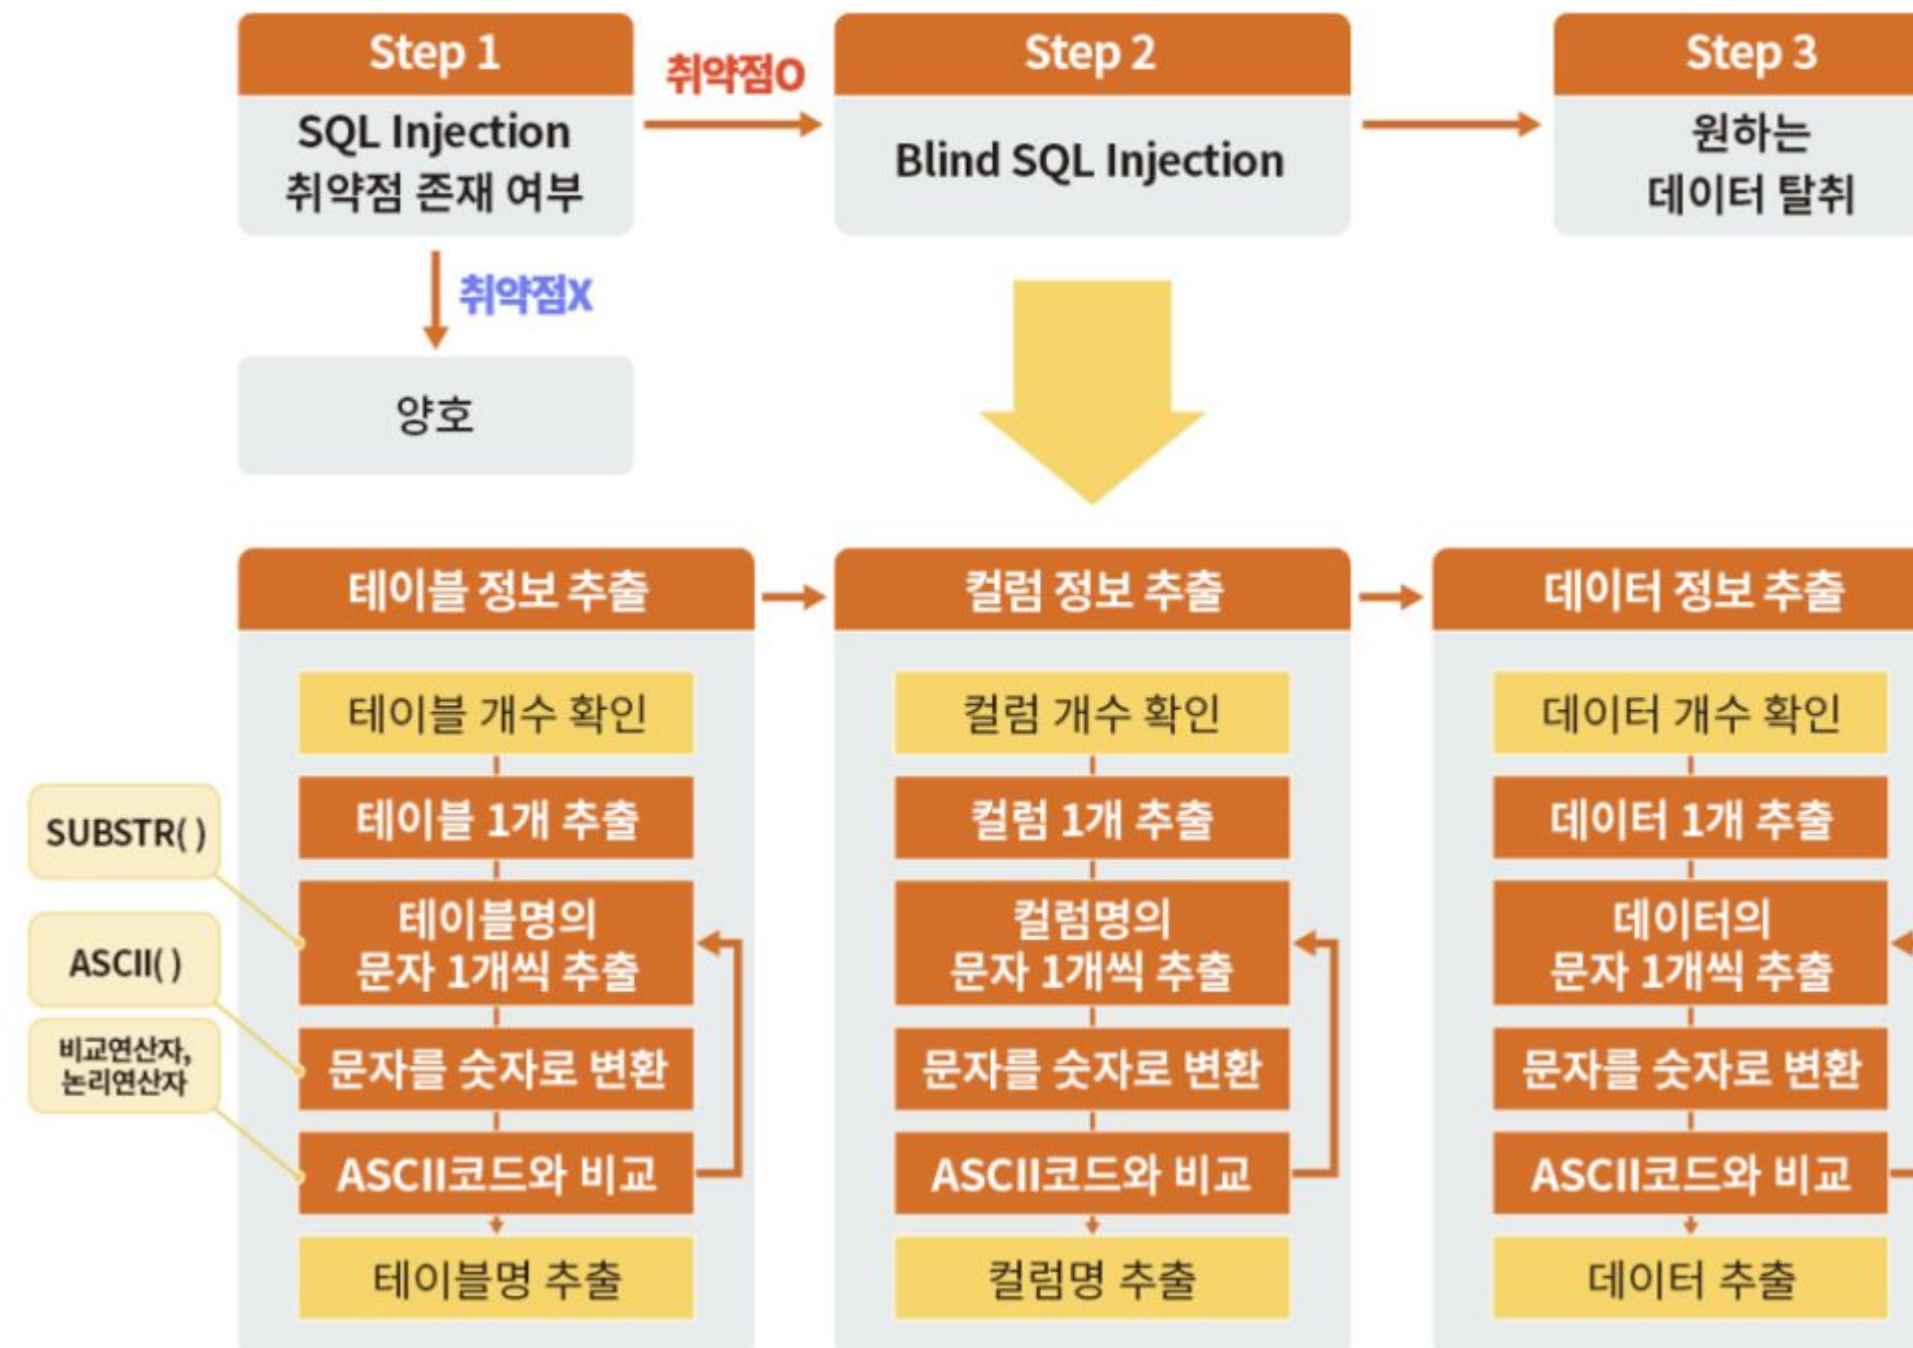 Step 1
SQL Injection
취약점 존재 여부
취약점O
Step 2
Blind SQL Injection
Step 3
원하는
데이터 탈취
취약점X
양호
테이블 정보 추출
테이블 개수 확인
테이블 1개 추출
테이블명의
문자 1개씩 추출
문자를 숫자로 변환
ASCII코드와 비교
테이블명 추출
SUBSTR( )
ASCII( )
비교연산자,
논리연산자
컬럼 정보 추출
컬럼 개수 확인
컬럼 1개 추출
컬럼명의
문자 1개씩 추출
문자를 숫자로 변환
ASCII코드와 비교
컬럼명 추출
데이터 정보 추출
데이터 개수 확인
데이터 1개 추출
데이터의
문자 1개씩 추출
문자를 숫자로 변환
ASCII코드와 비교
데이터 추출